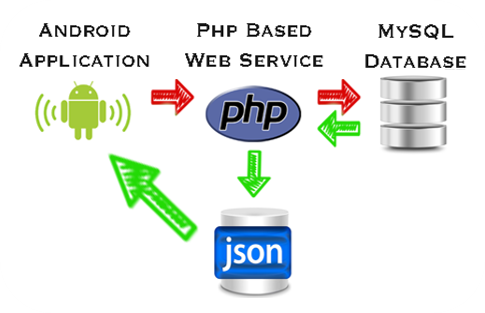 Android
Application
Php Based
Web Service
MySQL
Database
php
json